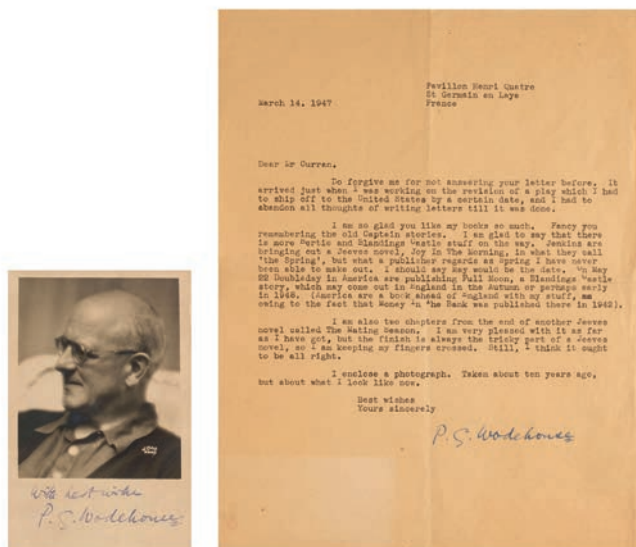 Pavillon Henri Quatre
St Germain en Laye
France
March 14. 1947
Dear Mr Curran.
Do forgive me for not answering your letter before. It
arrived just when I was working on the revision of a play which I had
to ship off to the United States by a certain date, and I had to
abandon all thoughts of writing letters till it was done.
I am so glad you like my books so much. Fancy you
remembering the old Captain stories. I am glad to say that there
is more Bertie and Blandings Castle stuff on the way. Jenkins are
bringing out a Jeeves novel, Joy In The Morning, in what they call
'the Spring', but what a publisher regards as Spring I have never
been able to make out. I should say May would be the date. On May
22 Doubleday in America are publishing Full Moon, a Blandings Castle
story, which may come out in England in the Autumn or perhaps early
in 1948. (America are a book ahead of England with my stuff,
owing to the fact that Money In The Bank was published there in 1942).
I am also two chapters from the end of another Jeeves
novel called The Mating Season. I am very pleased with it as far
as I have got, but the finish is always the tricky part of a Jeeves
novel, so I am keeping my fingers crossed. Still, I think it ought
to be all right.
I enclose a photograph. Taken about ten years ago,
but about what I look like now.
Best wishes
Yours sincerely
P. G. Wodehouse
With best wishes
P. G. Wodehouse